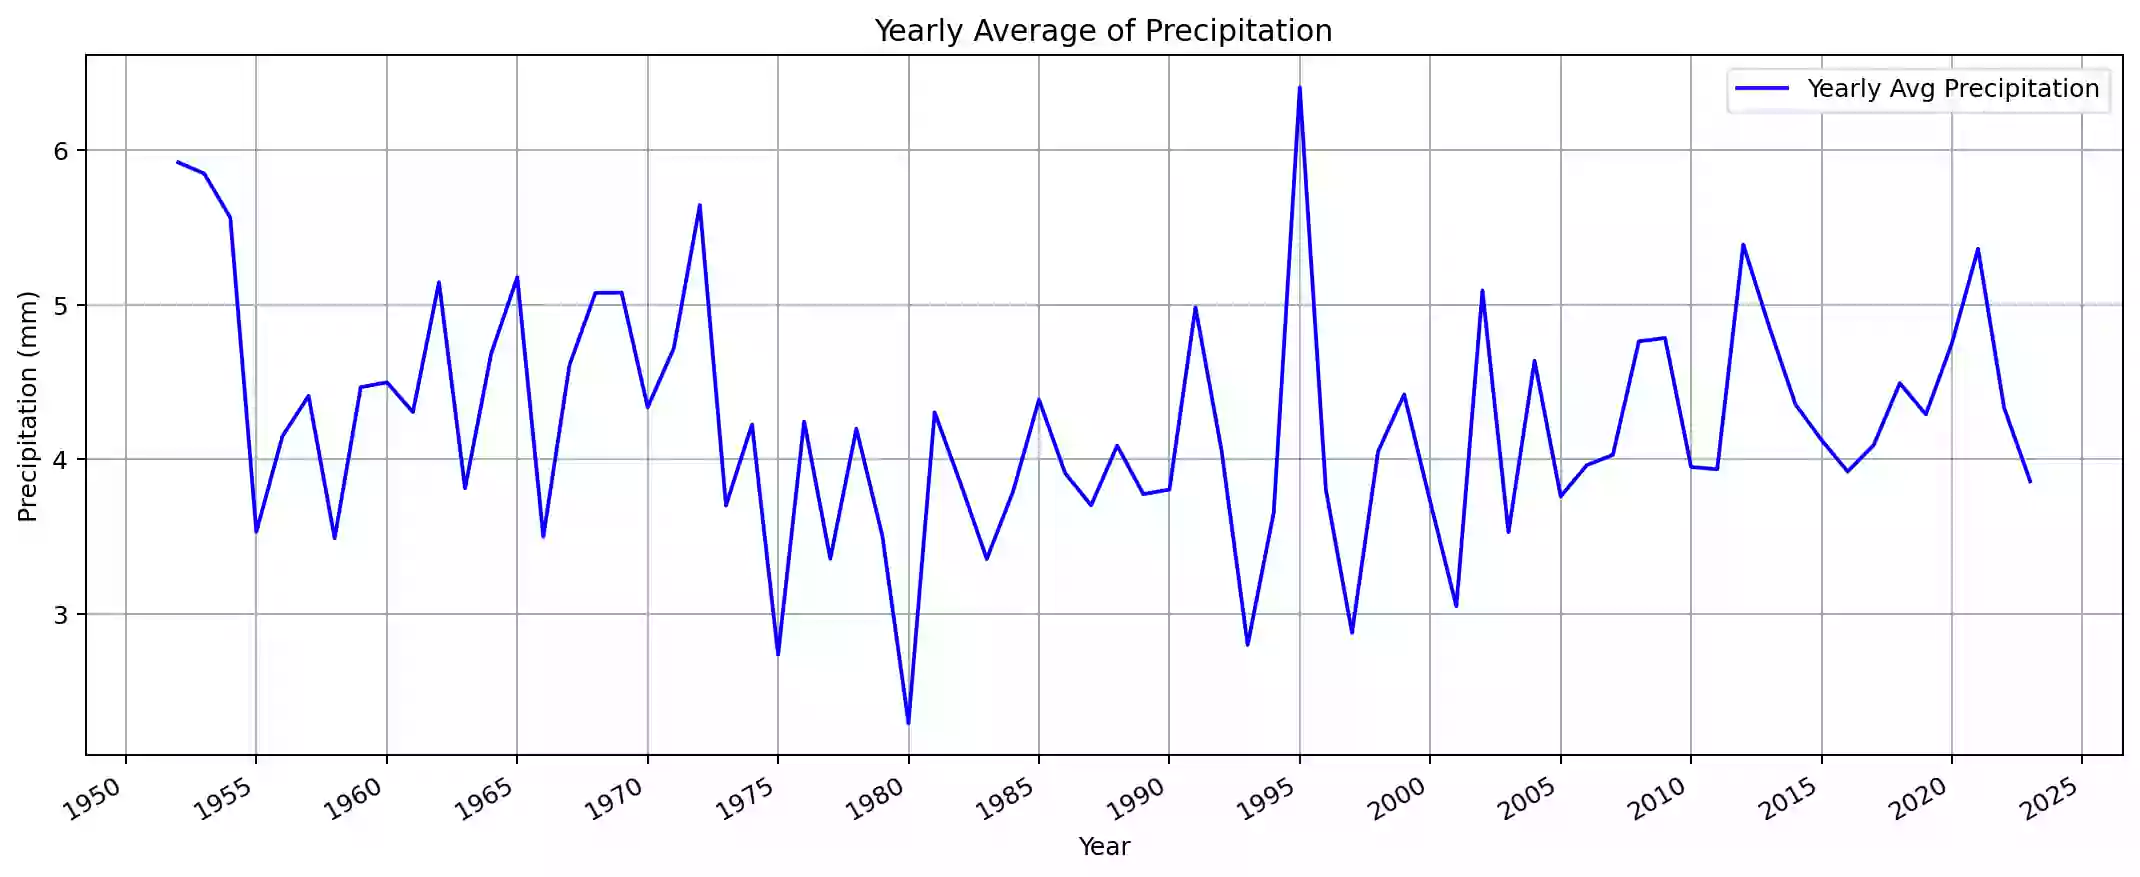 Yearly Average of Precipitation
Yearly Avg Precipitation
Precipitation (mm)
6
5
4
3
1950 1955 1960 1965 1970 1975 1980 1985 1990 1995 2000 2005 2010 2015 2020 2025
Year